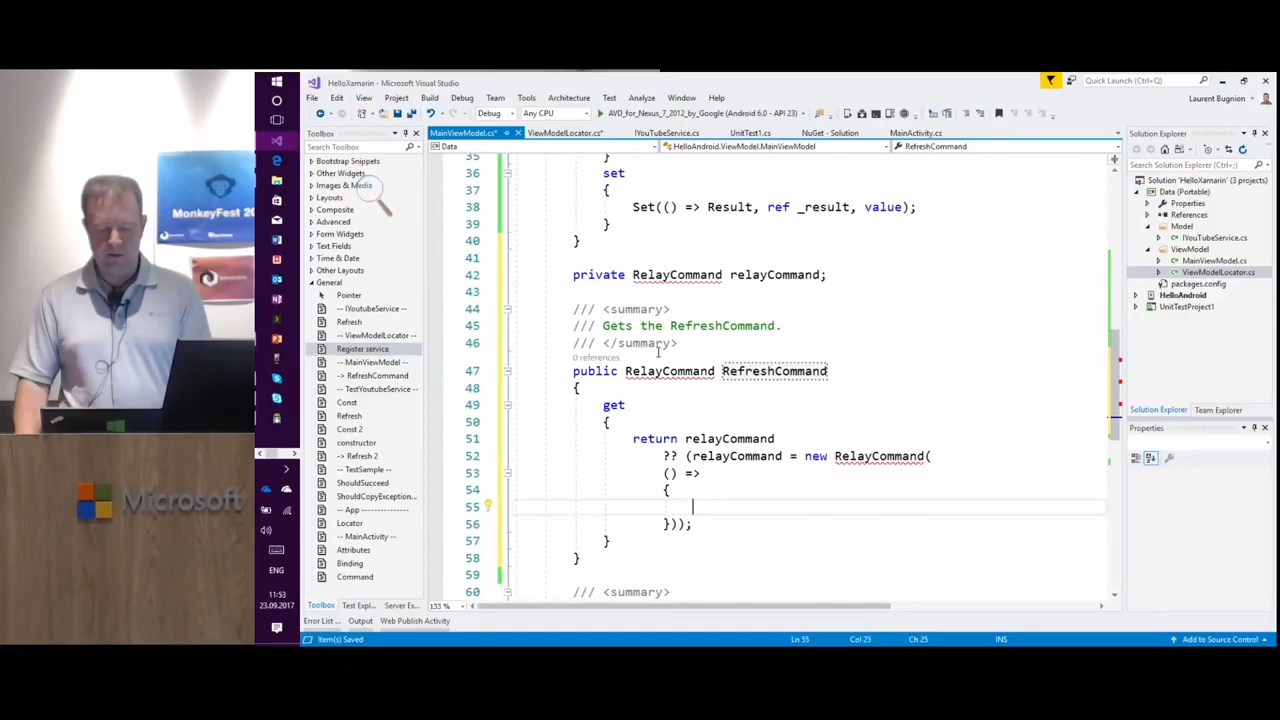 MonkeyFest 20
Microsoft
ENG
11:53
23.09.2017
HelloXamarin - Microsoft Visual Studio
Quick Launch (Ctrl+Q)
File Edit View Project Build Debug Team Tools Architecture Test Analyze Window Help
Laurent Bugnion
Debug Any CPU AVD_for_Nexus_7_2012_by_Google (Android 6.0 - API 23)
Toolbox
Search Toolbox
Bootstrap Snippets
Other Widgets
Images & Media
Layouts
Composite
Advanced
Form Widgets
Text Fields
Time & Date
Other Layouts
General
Pointer
-- IYoutubeService --
Refresh
-- ViewModelLocator --
Register service
-- MainViewModel --
-> RefreshCommand
-- TestYoutubeService --
Const
Refresh
Const 2
constructor
-> Refresh 2
-- TestSample --
ShouldSucceed
ShouldCopyException...
-- App ---------------
Locator
-- MainActivity --
Attributes
Binding
Command
Toolbox Test Expl... Server Ex...
MainViewModel.cs* ViewModelLocator.cs* IYouTubeService.cs UnitTest1.cs NuGet - Solution MainActivity.cs
Data HelloAndroid.ViewModel.MainViewModel RefreshCommand
35 }
36 set
37 {
38 Set(() => Result, ref _result, value);
39 }
40 }
41
42 private RelayCommand relayCommand;
43
44 /// <summary>
45 /// Gets the RefreshCommand.
46 /// </summary>
0 references
47 public RelayCommand RefreshCommand
48 {
49 get
50 {
51 return relayCommand
52 ?? (relayCommand = new RelayCommand(
53 () =>
54 {
55
56 }));
57 }
58 }
59
60 /// <summary>
133 %
Solution Explorer
Search Solution Explorer (Ctrl+;)
Solution 'HelloXamarin' (3 projects)
Data (Portable)
Properties
References
Model
IYouTubeService.cs
ViewModel
MainViewModel.cs
ViewModelLocator.cs
packages.config
HelloAndroid
UnitTestProject1
Solution Explorer Team Explorer
Properties
Error List ... Output Web Publish Activity
Item(s) Saved Ln 55 Col 25 Ch 25 INS Add to Source Control